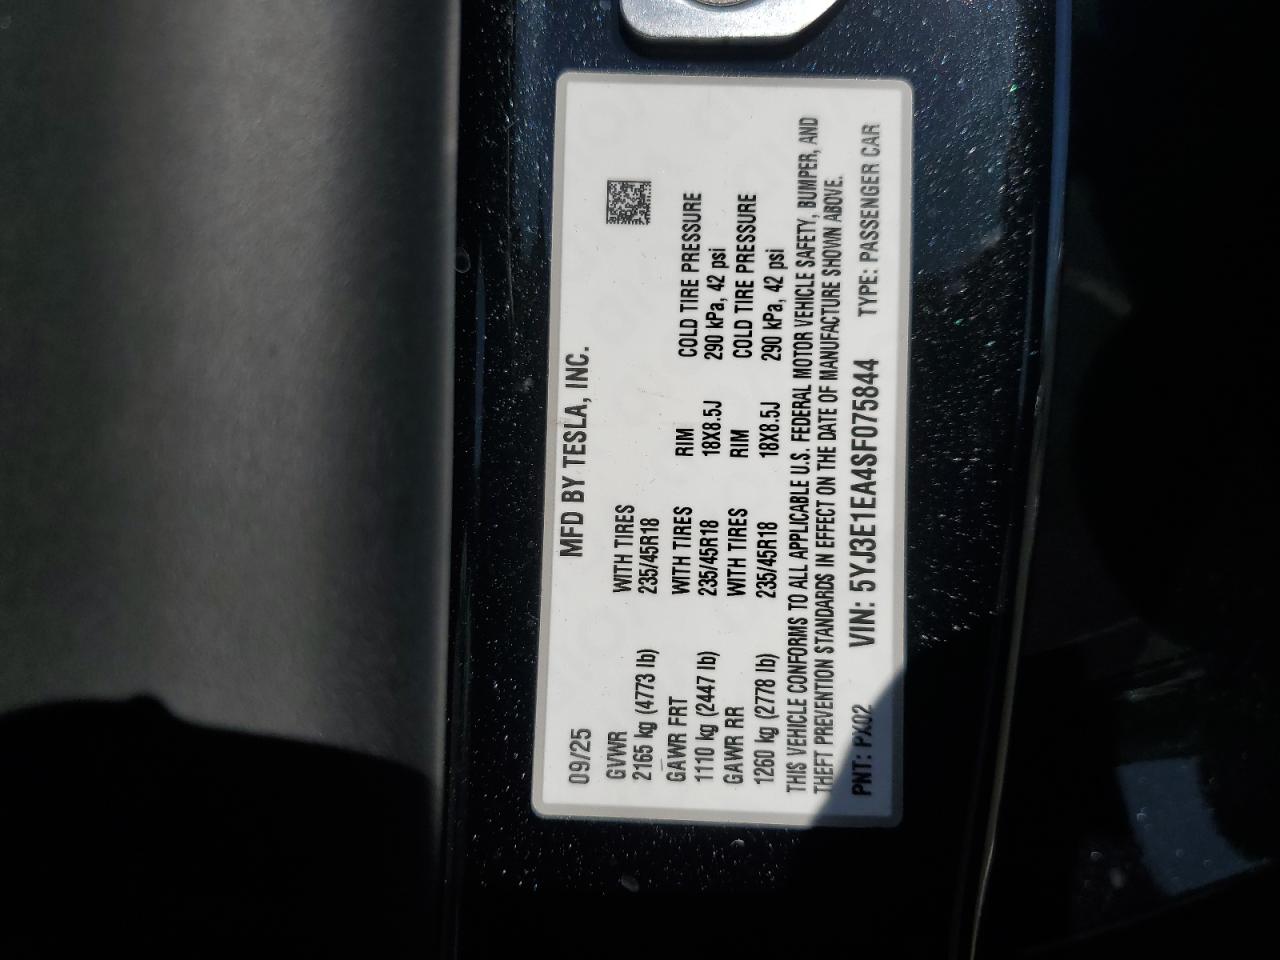 MFD BY TESLA, INC.
09/25
GVWR WITH TIRES
2165 kg (4773 lb) 235/45R18
GAWR FRT WITH TIRES RIM COLD TIRE PRESSURE
1110 kg (2447 lb) 235/45R18 18X8.5J 290 kPa, 42 psi
GAWR RR WITH TIRES RIM COLD TIRE PRESSURE
1260 kg (2778 lb) 235/45R18 18X8.5J 290 kPa, 42 psi
THIS VEHICLE CONFORMS TO ALL APPLICABLE U.S. FEDERAL MOTOR VEHICLE SAFETY, BUMPER, AND
THEFT PREVENTION STANDARDS IN EFFECT ON THE DATE OF MANUFACTURE SHOWN ABOVE.
PNT: PX02 VIN: 5YJ3E1EA4SF075844 TYPE: PASSENGER CAR